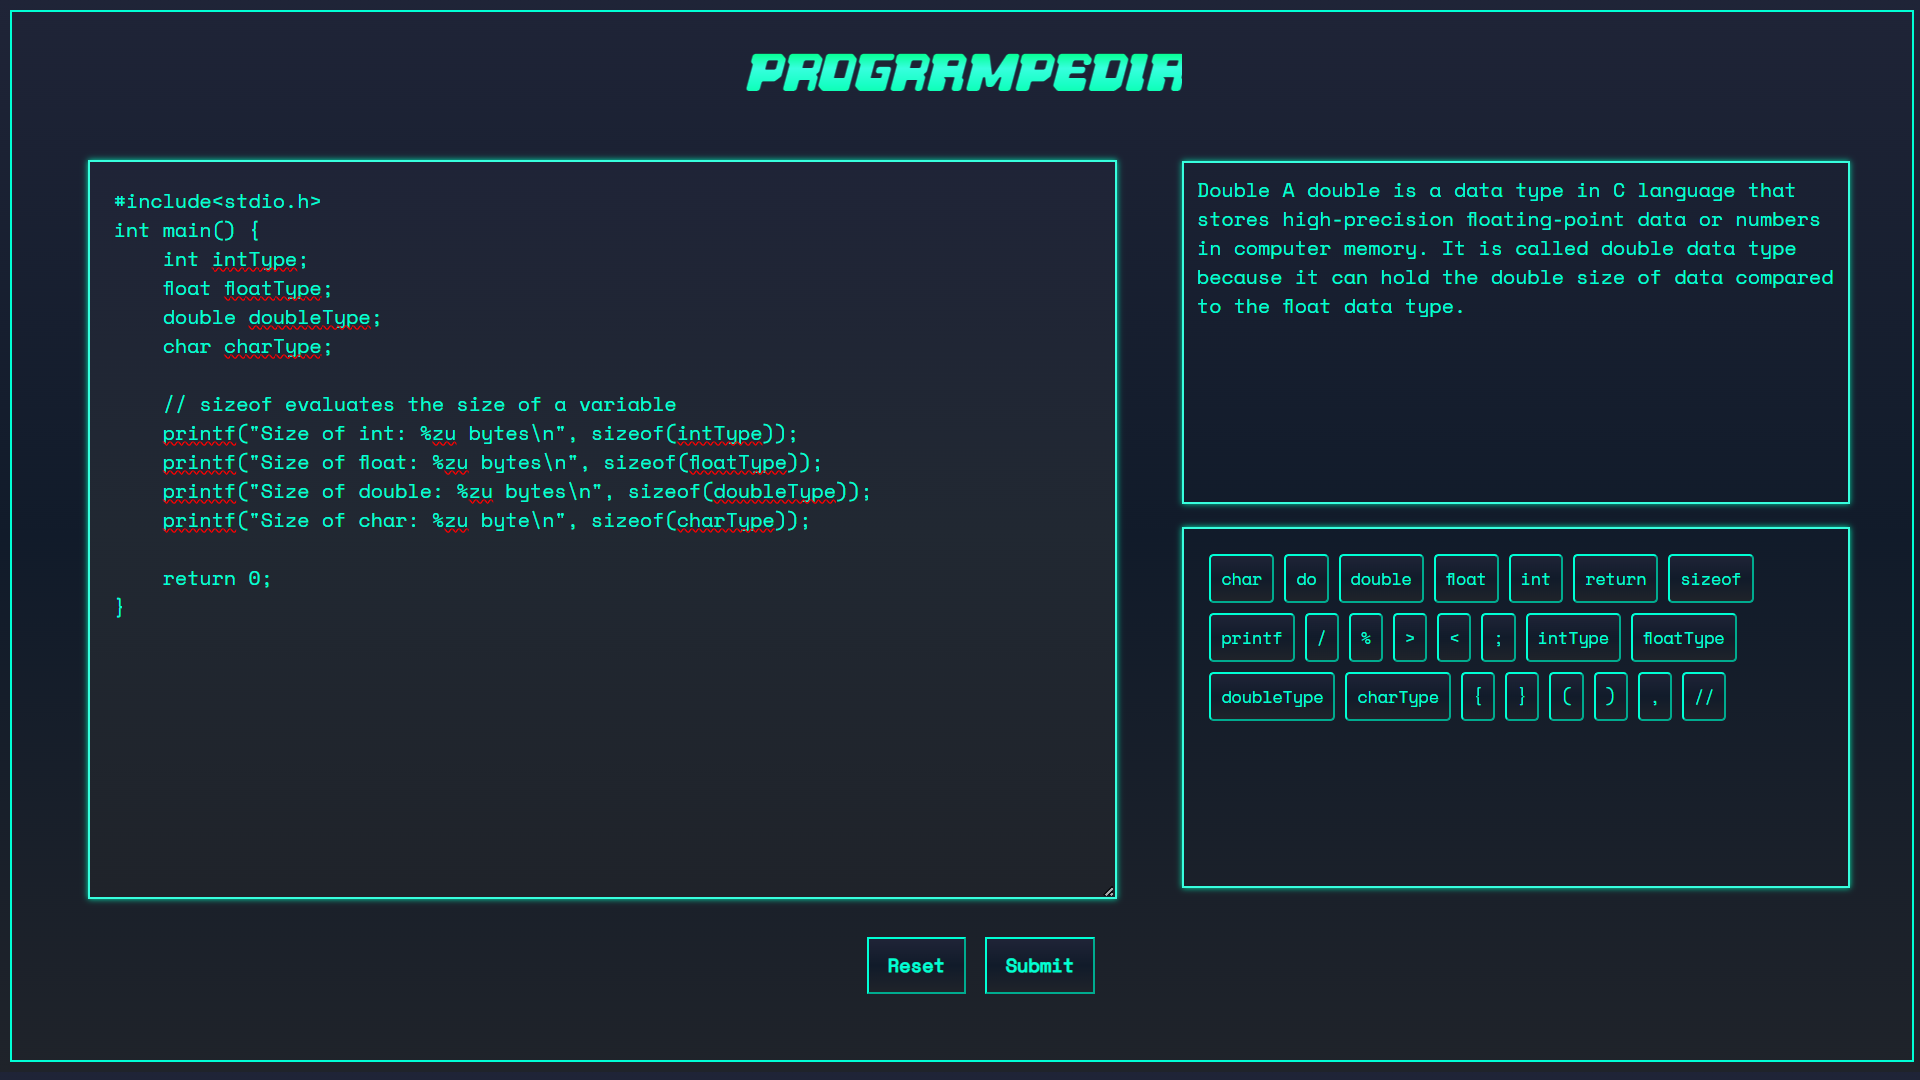 PROGRAMPEDIA
#include<stdio.h>
int main() {
    int intType;
    float floatType;
    double doubleType;
    char charType;

    // sizeof evaluates the size of a variable
    printf("Size of int: %zu bytes\n", sizeof(intType));
    printf("Size of float: %zu bytes\n", sizeof(floatType));
    printf("Size of double: %zu bytes\n", sizeof(doubleType));
    printf("Size of char: %zu byte\n", sizeof(charType));

    return 0;
}
Double A double is a data type in C language that
stores high-precision floating-point data or numbers
in computer memory. It is called double data type
because it can hold the double size of data compared
to the float data type.
char do double float int return sizeof
printf / % > < ; intType floatType
doubleType charType { } ( ) , //
Reset Submit